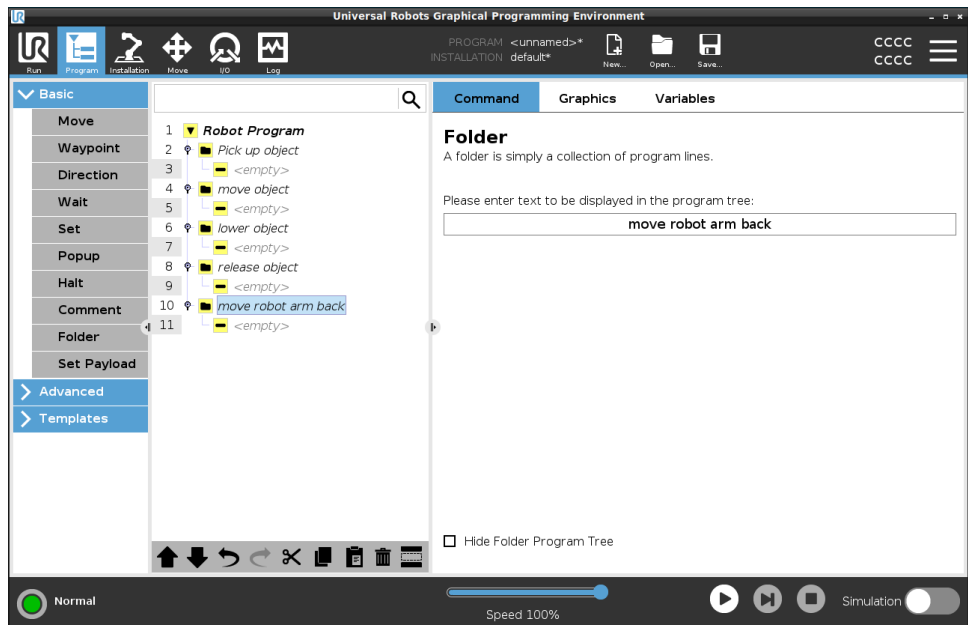 UR
Universal Robots Graphical Programming Environment
UR
Run
Program
Installation
Move
I/O
Log
PROGRAM <unnamed>*
INSTALLATION default*
New...
Open...
Save...
CCCC
CCCC
Basic
Move
Waypoint
Direction
Wait
Set
Popup
Halt
Comment
Folder
Set Payload
Advanced
Templates
1 Robot Program
2 Pick up object
3 <empty>
4 move object
5 <empty>
6 lower object
7 <empty>
8 release object
9 <empty>
10 move robot arm back
11 <empty>
Command Graphics Variables
Folder
A folder is simply a collection of program lines.
Please enter text to be displayed in the program tree:
move robot arm back
Hide Folder Program Tree
Normal
Speed 100%
Simulation